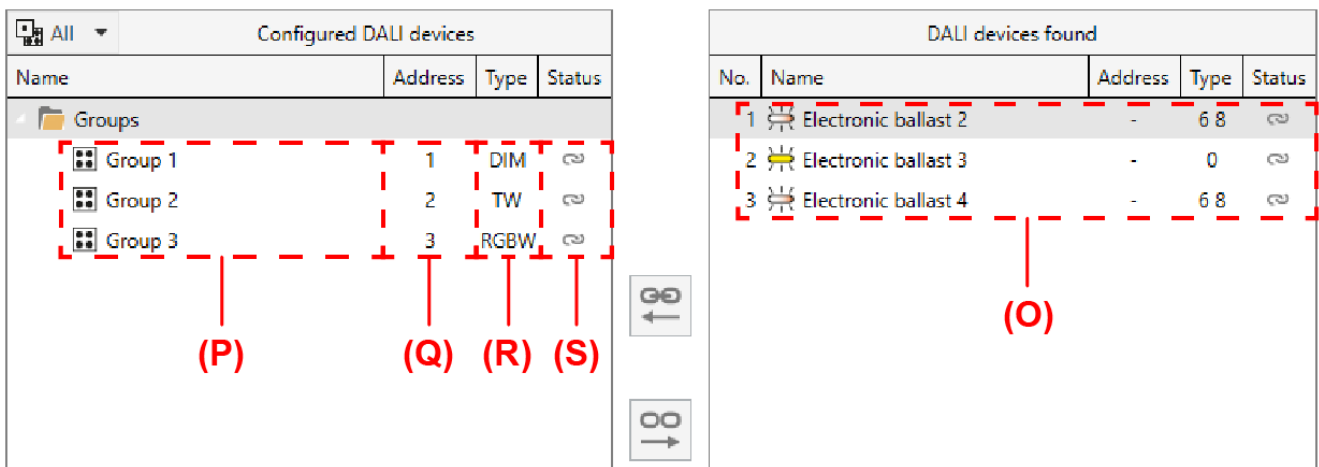 All Configured DALI devices
Name Address Type Status
Groups
Group 1 1 DIM
Group 2 2 TW
Group 3 3 RGBW
(P) (Q) (R) (S)
DALI devices found
No. Name Address Type Status
1 Electronic ballast 2 - 6 8
2 Electronic ballast 3 - 0
3 Electronic ballast 4 - 6 8
(O)